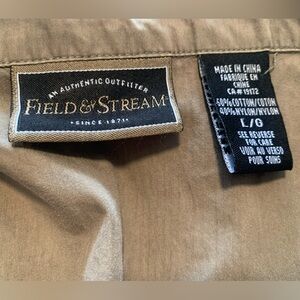 AN AUTHENTIC OUTFITTER
FIELD & STREAM
• SINCE 1871 •
MADE IN CHINA
FABRIQUE EN
CHINE
CA# 15172
60% COTTON/COTON
40% NYLON/NYLON
L/G
SEE REVERSE
FOR CARE
VOIR AU VERSO
POUR SOINS